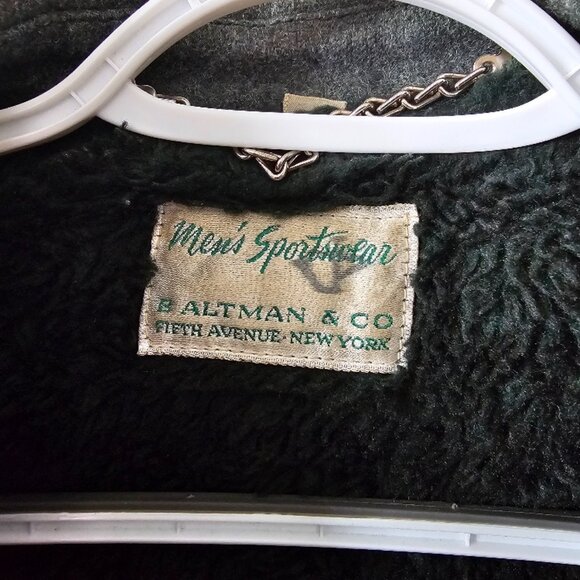 Men's Sportswear
B ALTMAN & CO
FIFTH AVENUE · NEW YORK